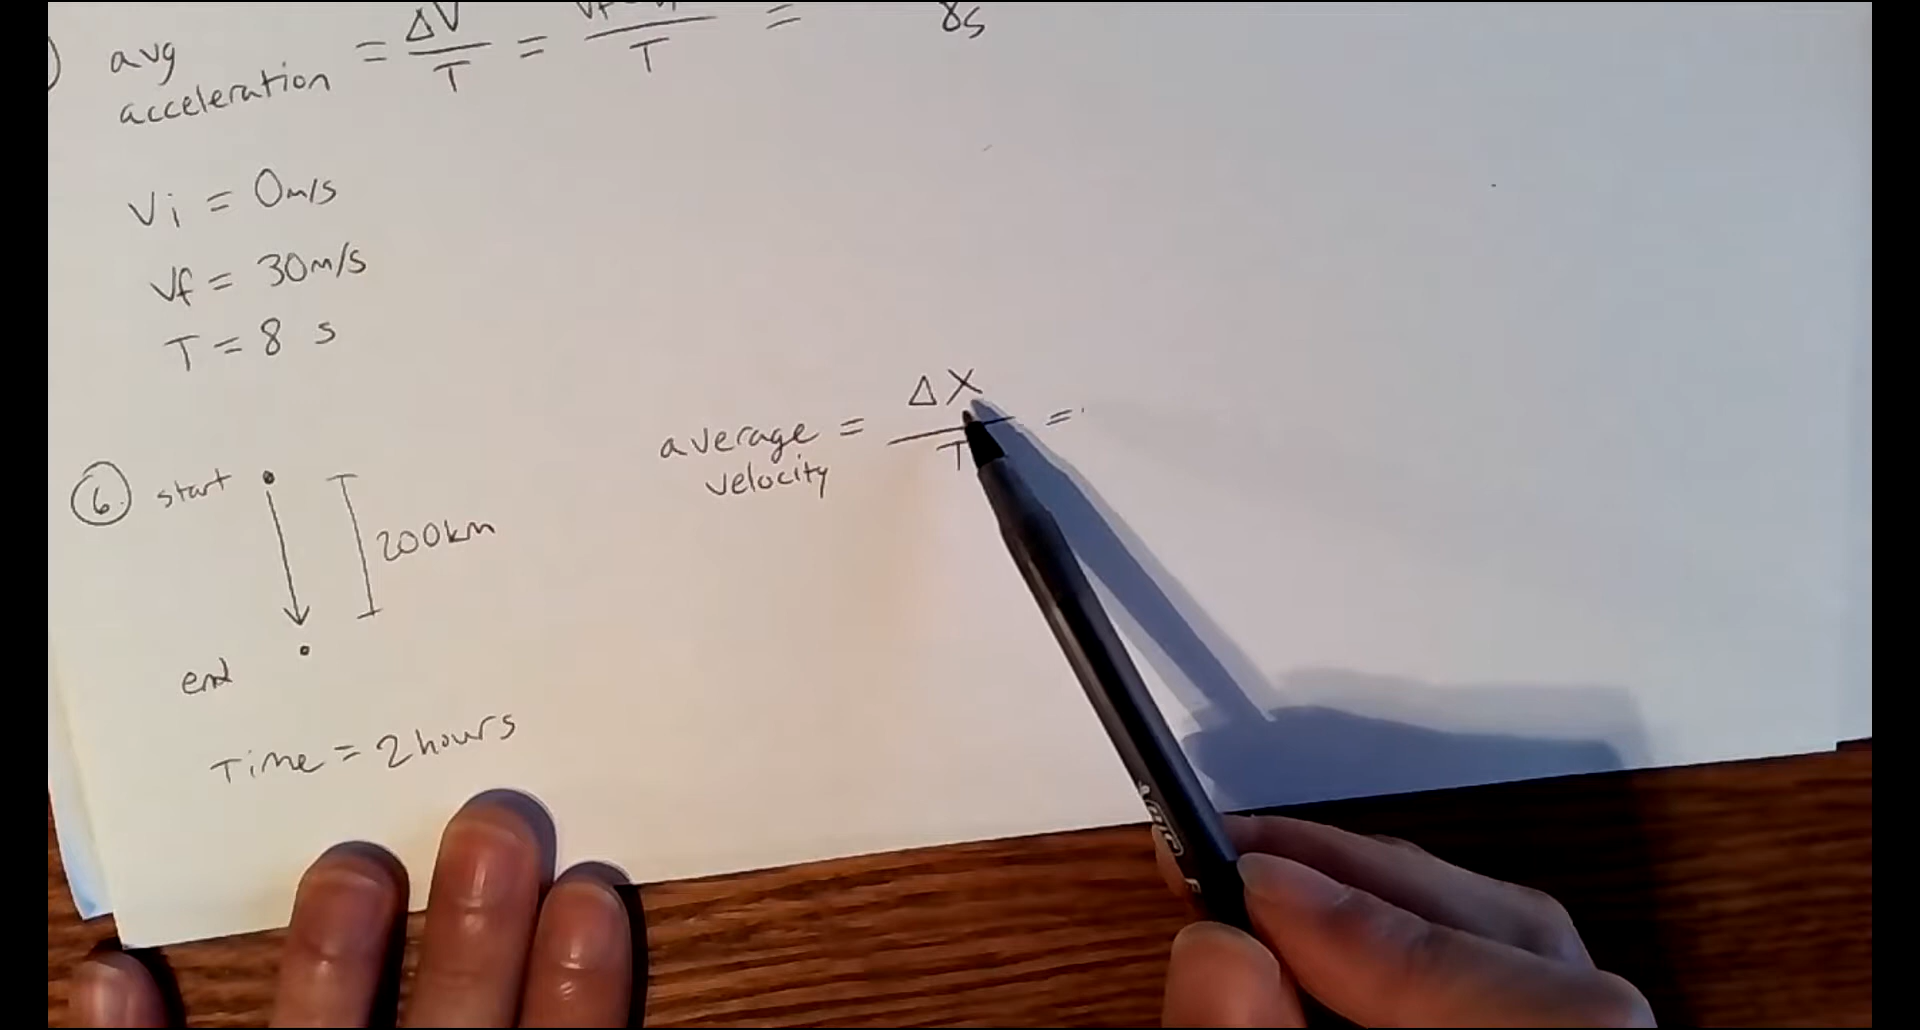 avg acceleration = ΔV/T = Vf - Vi/T = 8s
Vi = 0m/s
Vf = 30m/s
T = 8 s
average velocity = ΔX/T =
6. start
200km
end
Time = 2 hours
BIC